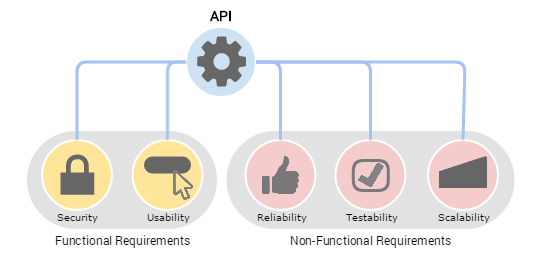 API
Security
Usability
Reliability
Testability
Scalability
Functional Requirements
Non-Functional Requirements